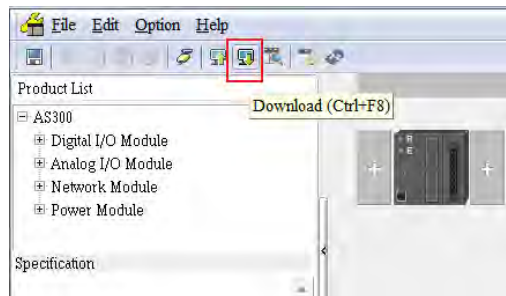 File Edit Option Help
Product List
Download (Ctrl+F8)
AS300
Digital I/O Module
Analog I/O Module
Network Module
Power Module
Specification